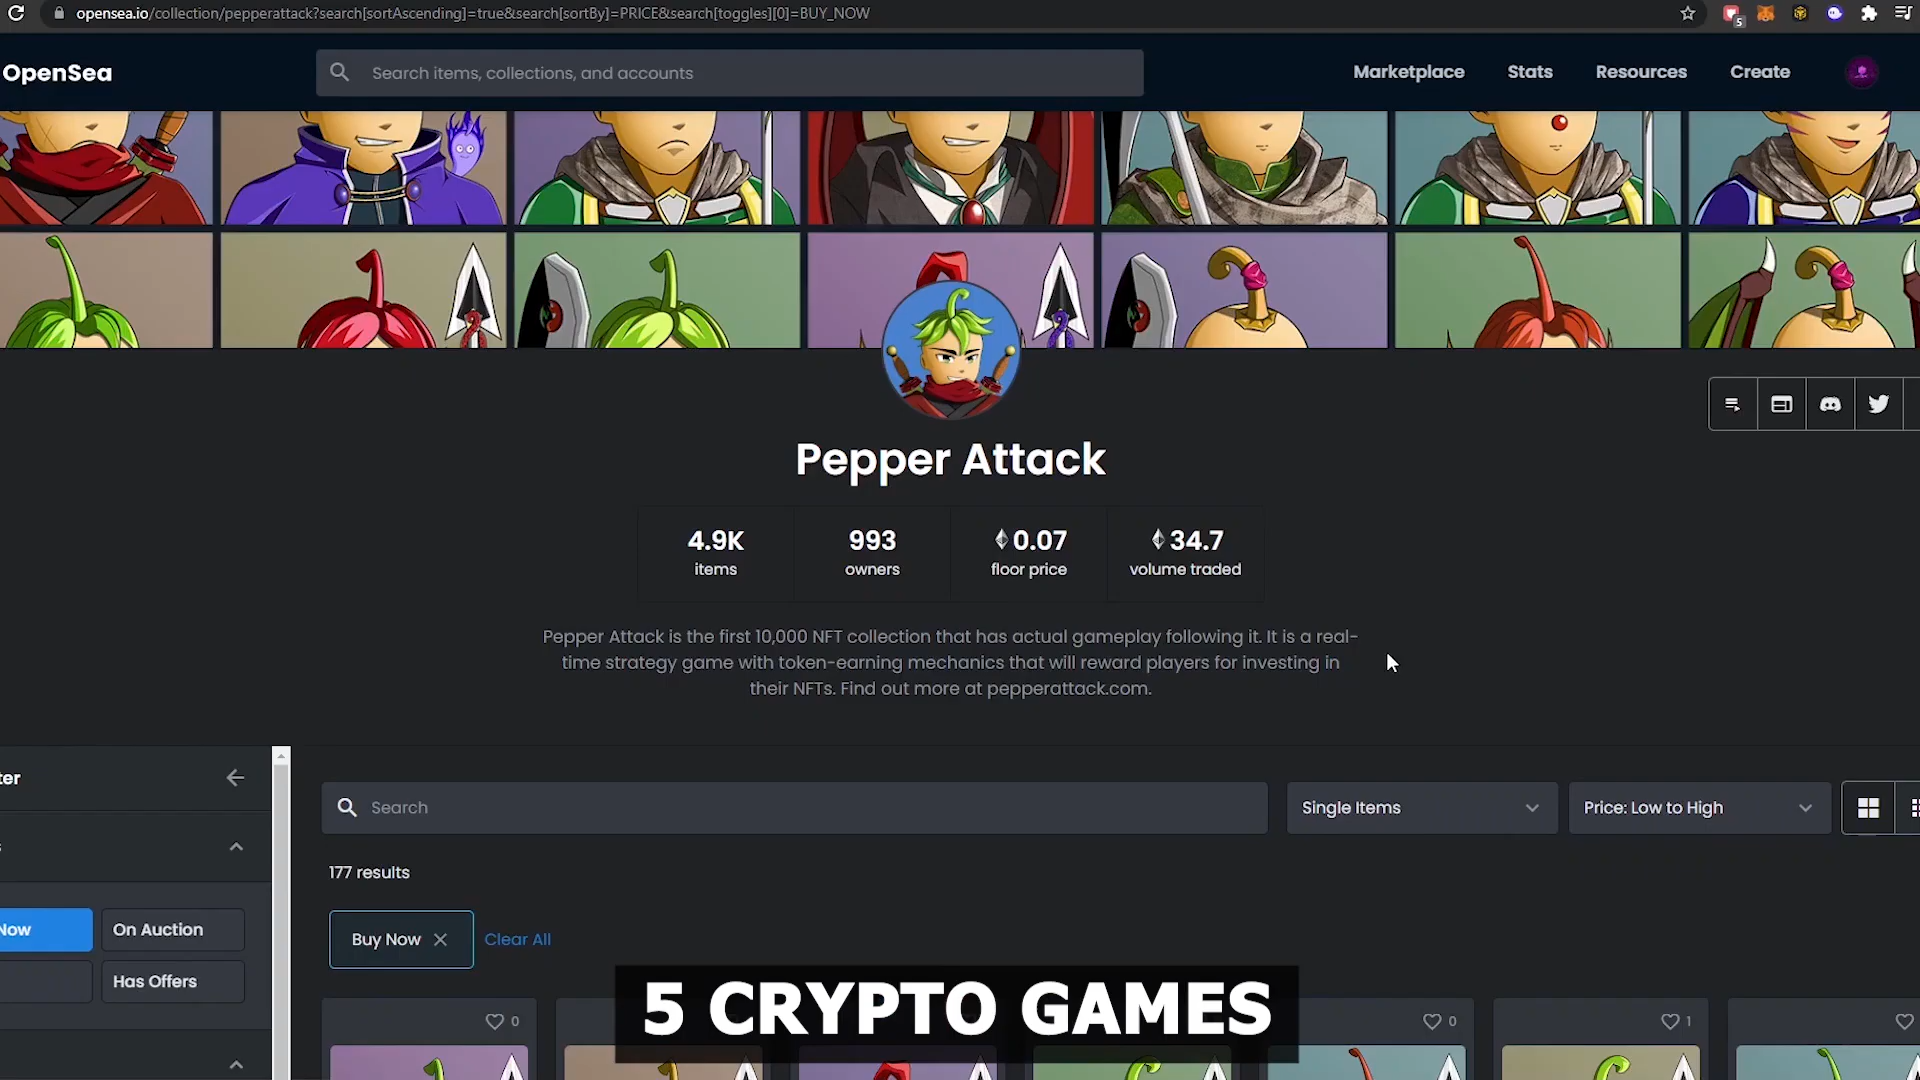 opensea.io/collection/pepperattack?search[sortAscending]=true&search[sortBy]=PRICE&search[toggles][0]=BUY_NOW
5
OpenSea
Search items, collections, and accounts
Marketplace
Stats
Resources
Create
Pepper Attack
4.9K
items
993
owners
0.07
floor price
34.7
volume traded
Pepper Attack is the first 10,000 NFT collection that has actual gameplay following it. It is a real-
time strategy game with token-earning mechanics that will reward players for investing in
their NFTs. Find out more at pepperattack.com.
ter
Search
Single Items
Price: Low to High
s
177 results
Now
On Auction
Buy Now
Clear All
Has Offers
0
0
1
5 CRYPTO GAMES